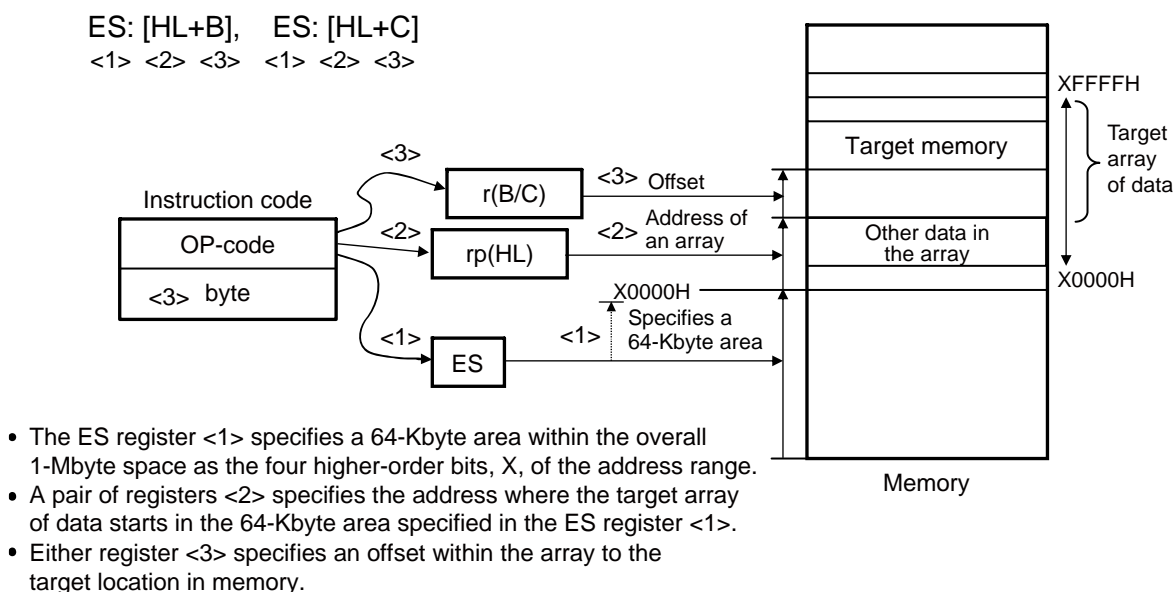 ES: [HL+B], ES: [HL+C]
<1> <2> <3> <1> <2> <3>
XFFFFH
Target
array
of data
Target memory
<3>
r(B/C)
<3> Offset
Instruction code
OP-code
<3> byte
<2>
rp(HL)
<2>
Address of
an array
Other data in
the array
X0000H
X0000H
<1>
ES
<1>
Specifies a
64-Kbyte area
Memory
• The ES register <1> specifies a 64-Kbyte area within the overall
1-Mbyte space as the four higher-order bits, X, of the address range.
• A pair of registers <2> specifies the address where the target array
of data starts in the 64-Kbyte area specified in the ES register <1>.
• Either register <3> specifies an offset within the array to the
target location in memory.